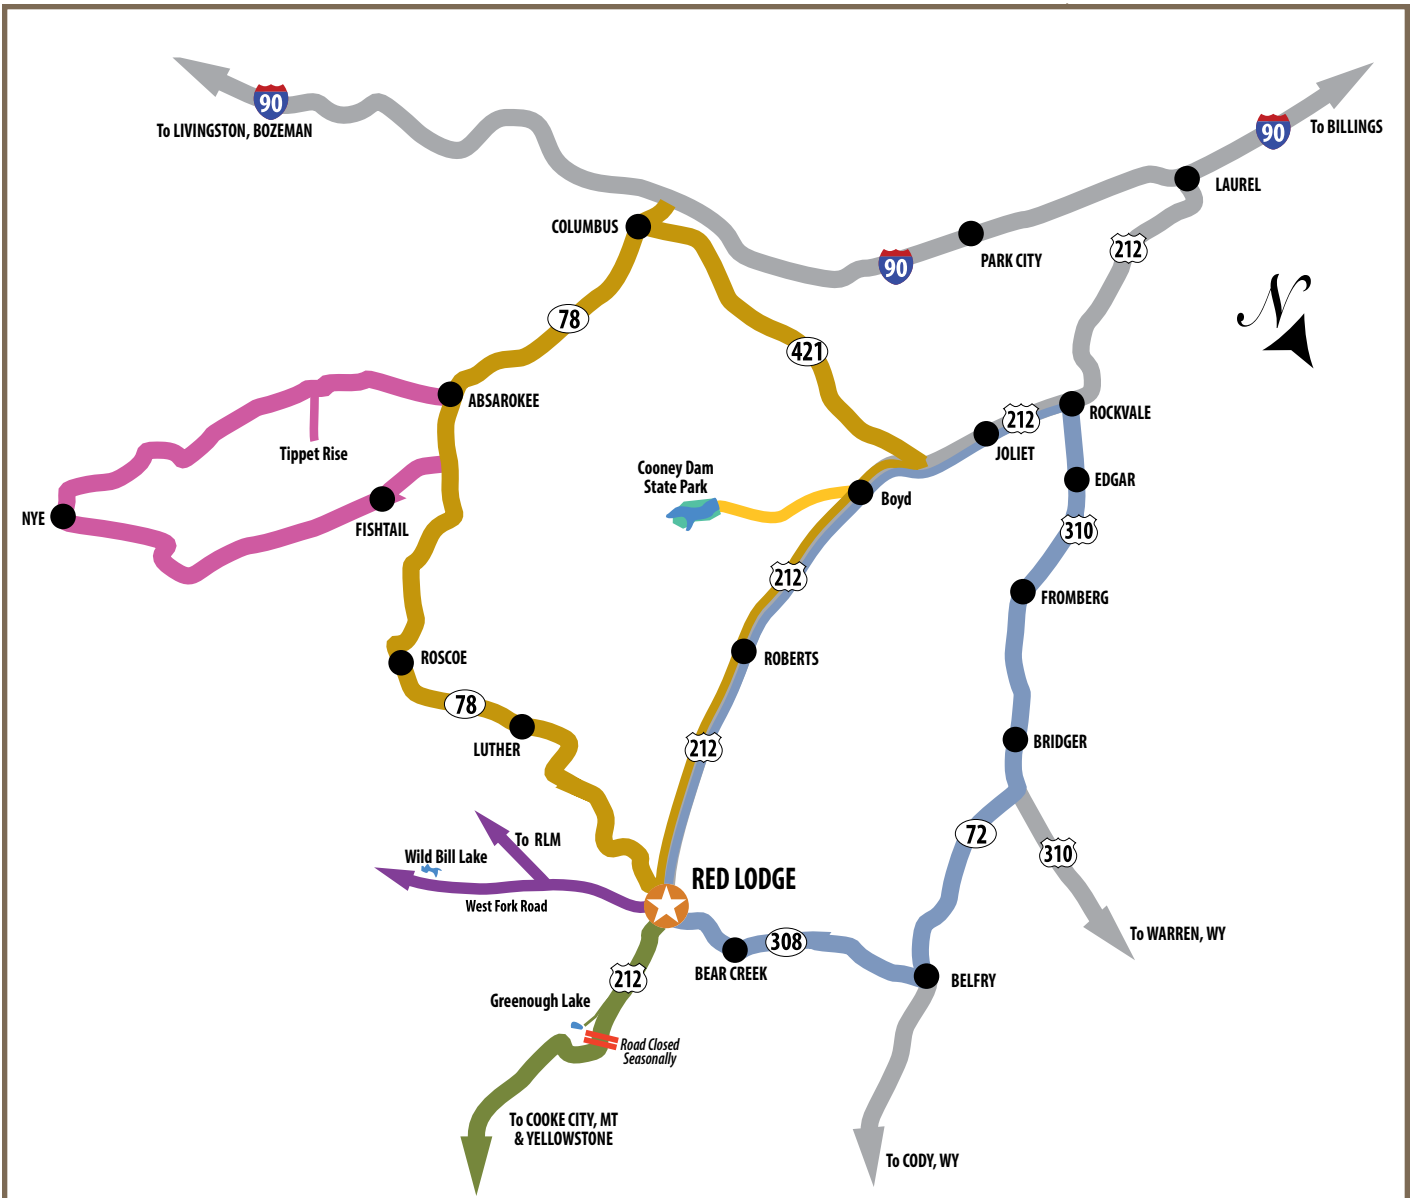 90
To LIVINGSTON, BOZEMAN
90
To BILLINGS
LAUREL
COLUMBUS
212
PARK CITY
90
N
78
421
ABSAROKEE
212
ROCKVALE
JOLIET
Tippet Rise
Cooney Dam
State Park
EDGAR
Boyd
NYE
FISHTAIL
310
212
FROMBERG
ROSCOE
ROBERTS
78
LUTHER
212
BRIDGER
To RLM
72
310
Wild Bill Lake
RED LODGE
West Fork Road
To WARREN, WY
308
BEAR CREEK
212
BELFRY
Greenough Lake
Road Closed
Seasonally
To COOKE CITY, MT
& YELLOWSTONE
To CODY, WY